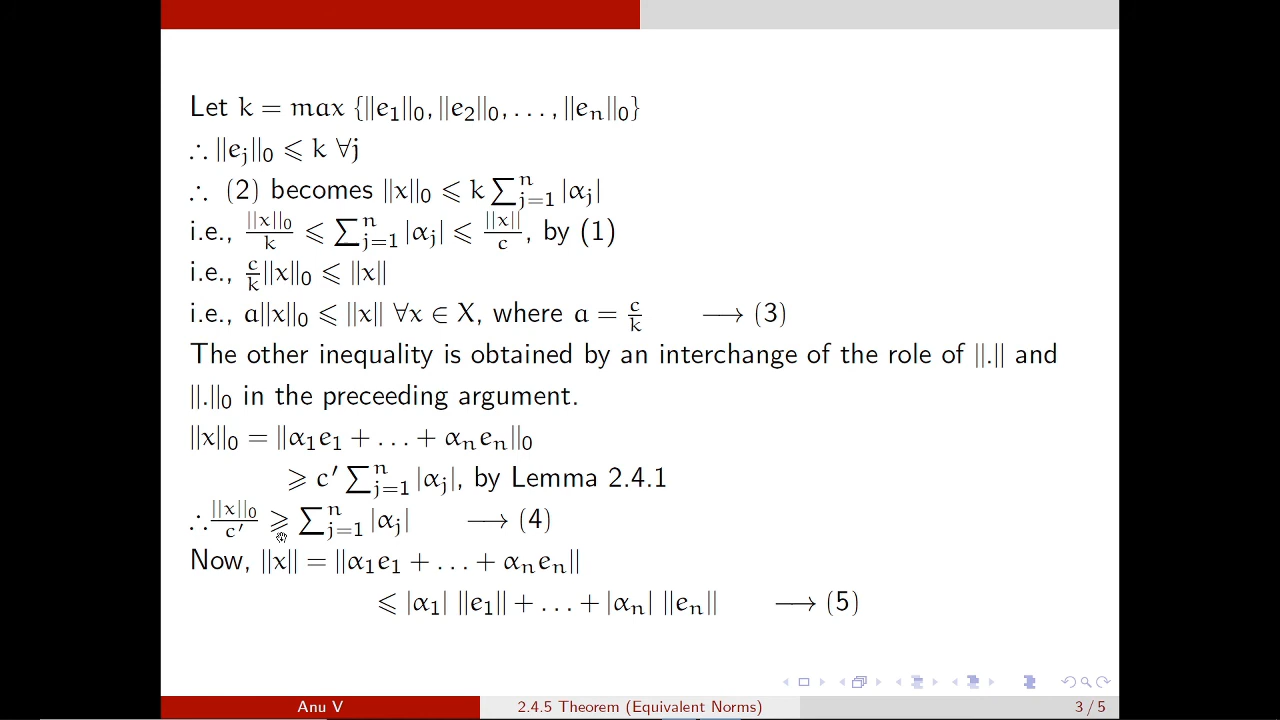 Let k = max {||e₁||₀, ||e₂||₀, . . . , ||eₙ||₀}
∴ ||eⱼ||₀ ⩽ k ∀j
∴ (2) becomes ||x||₀ ⩽ k ∑ⁿⱼ₌₁ |αⱼ|
i.e., ||x||₀/k ⩽ ∑ⁿⱼ₌₁ |αⱼ| ⩽ ||x||/c, by (1)
i.e., c/k ||x||₀ ⩽ ||x||
i.e., a||x||₀ ⩽ ||x|| ∀x ∈ X, where a = c/k ⟶ (3)
The other inequality is obtained by an interchange of the role of ||.|| and
||.||₀ in the preceeding argument.
||x||₀ = ||α₁e₁ + . . . + αₙeₙ||₀
⩾ c′ ∑ⁿⱼ₌₁ |αⱼ|, by Lemma 2.4.1
∴ ||x||₀/c′ ⩾ ∑ⁿⱼ₌₁ |αⱼ| ⟶ (4)
Now, ||x|| = ||α₁e₁ + . . . + αₙeₙ||
⩽ |α₁| ||e₁|| + . . . + |αₙ| ||eₙ|| ⟶ (5)
Anu V 2.4.5 Theorem (Equivalent Norms) 3 / 5